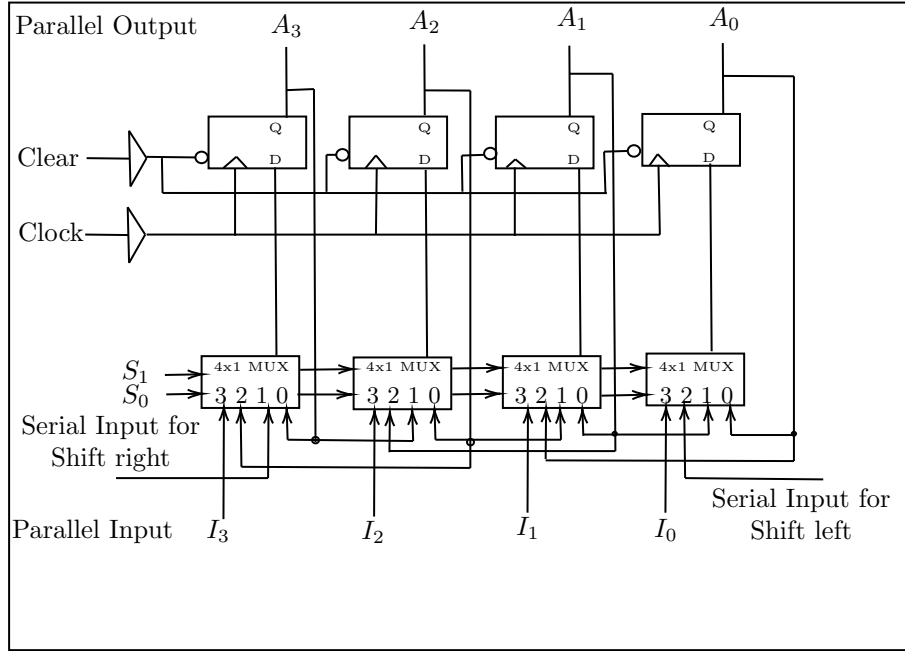 Parallel Output A₃ A₂ A₁ A₀
Q Q Q Q
Clear D D D D
Clock
S₁ 4x1 MUX 4x1 MUX 4x1 MUX 4x1 MUX
S₀ 3 2 1 0 3 2 1 0 3 2 1 0 3 2 1 0
Serial Input for
Shift right
Serial Input for
Shift left
Parallel Input I₃ I₂ I₁ I₀